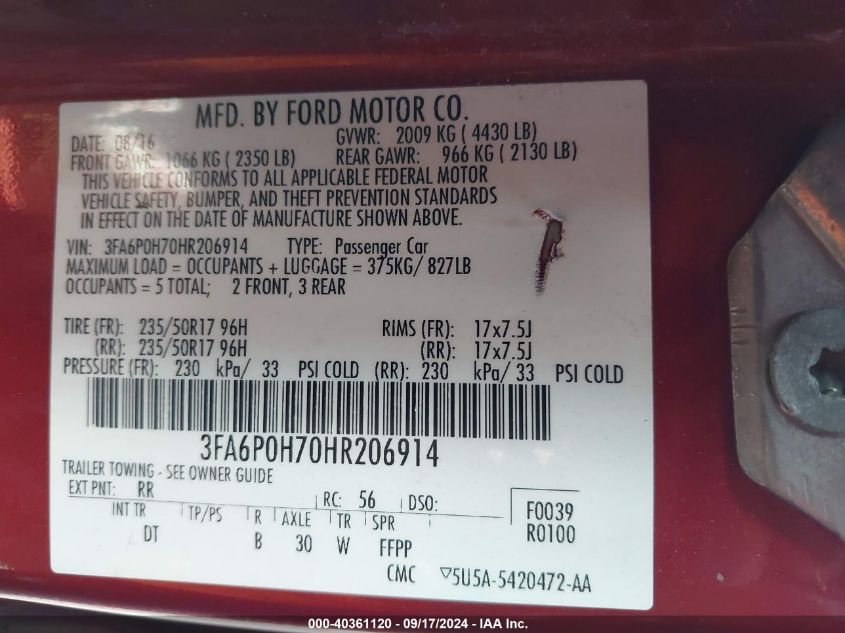 MFD. BY FORD MOTOR CO.
DATE: 08/16 GVWR: 2009 KG ( 4430 LB)
FRONT GAWR: 1066 KG ( 2350 LB) REAR GAWR: 966 KG ( 2130 LB)
THIS VEHICLE CONFORMS TO ALL APPLICABLE FEDERAL MOTOR
VEHICLE SAFETY, BUMPER, AND THEFT PREVENTION STANDARDS
IN EFFECT ON THE DATE OF MANUFACTURE SHOWN ABOVE.
VIN: 3FA6P0H70HR206914 TYPE: Passenger Car
MAXIMUM LOAD = OCCUPANTS + LUGGAGE = 375KG/ 827LB
OCCUPANTS = 5 TOTAL; 2 FRONT, 3 REAR
TIRE (FR): 235/50R17 96H RIMS (FR): 17x7.5J
(RR): 235/50R17 96H (RR): 17x7.5J
PRESSURE (FR): 230 kPa/ 33 PSI COLD (RR): 230 kPa/ 33 PSI COLD
3FA6P0H70HR206914
TRAILER TOWING - SEE OWNER GUIDE
EXT PNT: RR RC: 56 DSO: F0039
INT TR TP/PS R AXLE TR SPR R0100
DT B 30 W FFPP
CMC 5U5A-5420472-AA
000-40361120 - 09/17/2024 - IAA Inc.